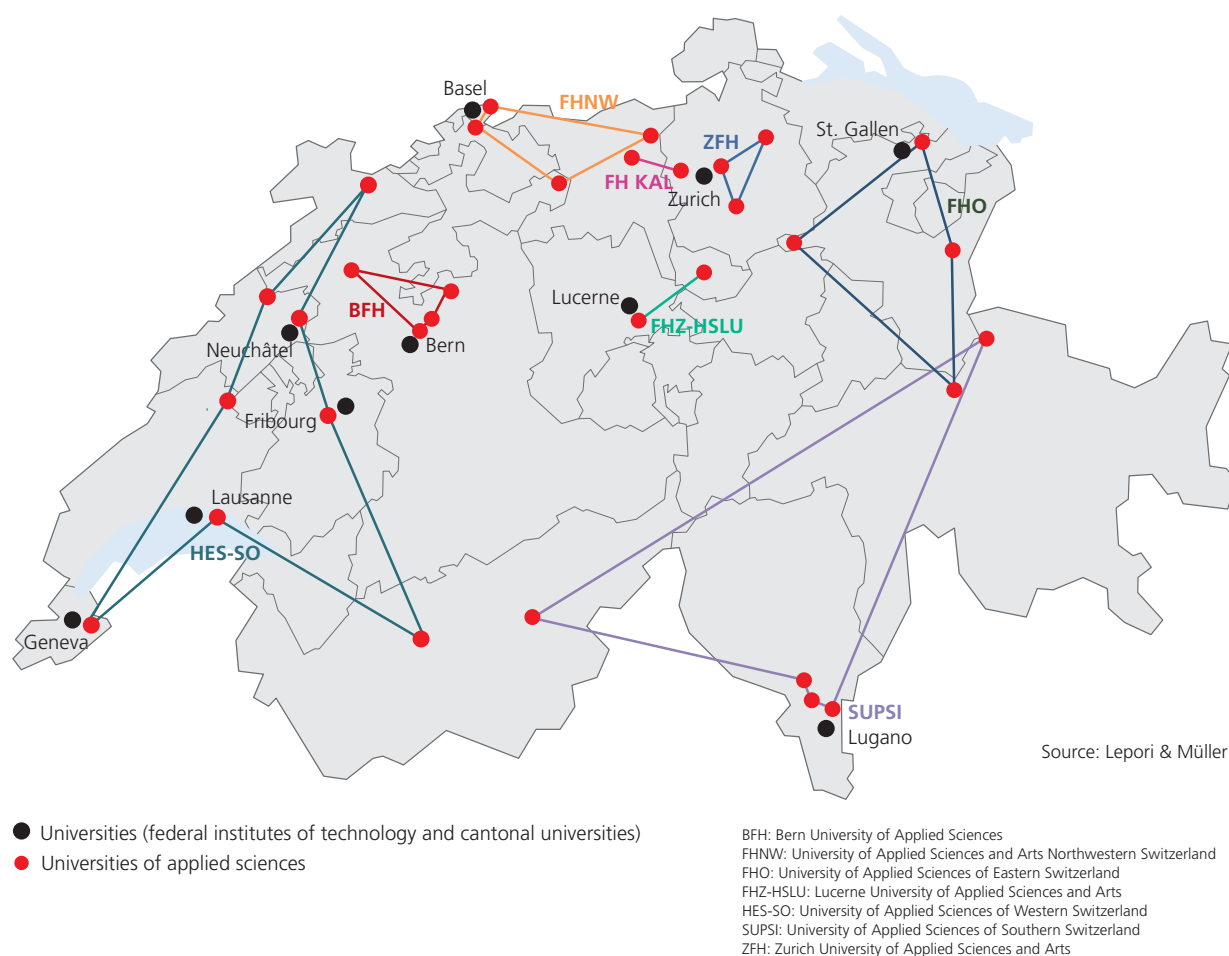 Basel
FHNW
ZFH
St. Gallen
FH KAL
Zurich
FHO
Lucerne
BFH
FHZ-HSLU
Bern
Neuchâtel
Fribourg
Lausanne
HES-SO
Geneva
SUPSI
Lugano
Source: Lepori & Müller
Universities (federal institutes of technology and cantonal universities)
Universities of applied sciences
BFH: Bern University of Applied Sciences
FHNW: University of Applied Sciences and Arts Northwestern Switzerland
FHO: University of Applied Sciences of Eastern Switzerland
FHZ-HSLU: Lucerne University of Applied Sciences and Arts
HES-SO: University of Applied Sciences of Western Switzerland
SUPSI: University of Applied Sciences of Southern Switzerland
ZFH: Zurich University of Applied Sciences and Arts